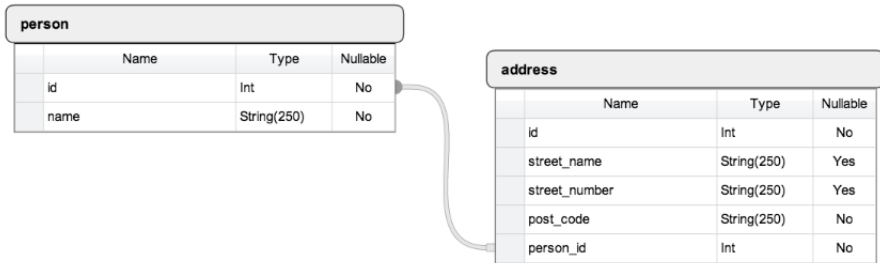 person
Name Type Nullable
id Int No
name String(250) No
address
Name Type Nullable
id Int No
street_name String(250) Yes
street_number String(250) Yes
post_code String(250) No
person_id Int No